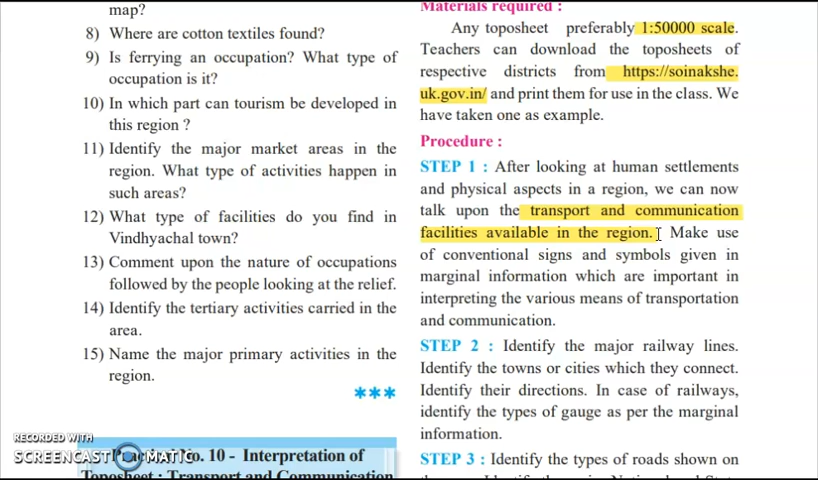 map?
8) Where are cotton textiles found?
9) Is ferrying an occupation? What type of
occupation is it?
10) In which part can tourism be developed in
this region ?
11) Identify the major market areas in the
region. What type of activities happen in
such areas?
12) What type of facilities do you find in
Vindhyachal town?
13) Comment upon the nature of occupations
followed by the people looking at the relief.
14) Identify the tertiary activities carried in the
area.
15) Name the major primary activities in the
region.
***
Practical No. 10 - Interpretation of
Toposheet : Transport and Communication
RECORDED WITH
SCREENCAST MATIC
Materials required :
Any toposheet preferably 1:50000 scale.
Teachers can download the toposheets of
respective districts from https://soinakshe.
uk.gov.in/ and print them for use in the class. We
have taken one as example.
Procedure :
STEP 1 : After looking at human settlements
and physical aspects in a region, we can now
talk upon the transport and communication
facilities available in the region. Make use
of conventional signs and symbols given in
marginal information which are important in
interpreting the various means of transportation
and communication.
STEP 2 : Identify the major railway lines.
Identify the towns or cities which they connect.
Identify their directions. In case of railways,
identify the types of gauge as per the marginal
information.
STEP 3 : Identify the types of roads shown on